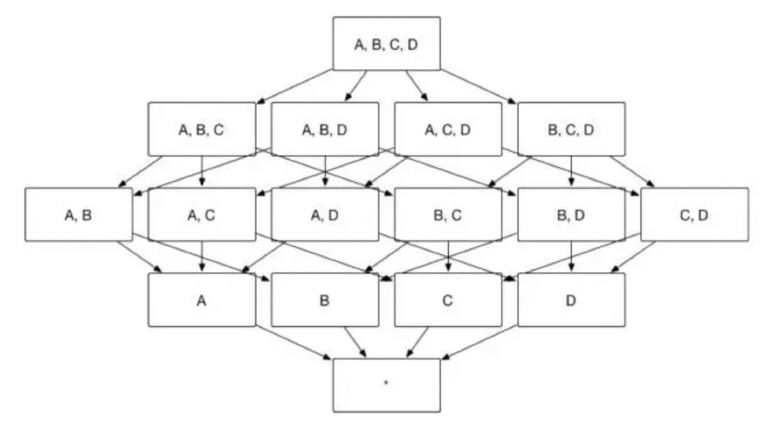 A, B, C, D
A, B, C
A, B, D
A, C, D
B, C, D
A, B
A, C
A, D
B, C
B, D
C, D
A
B
C
D
*